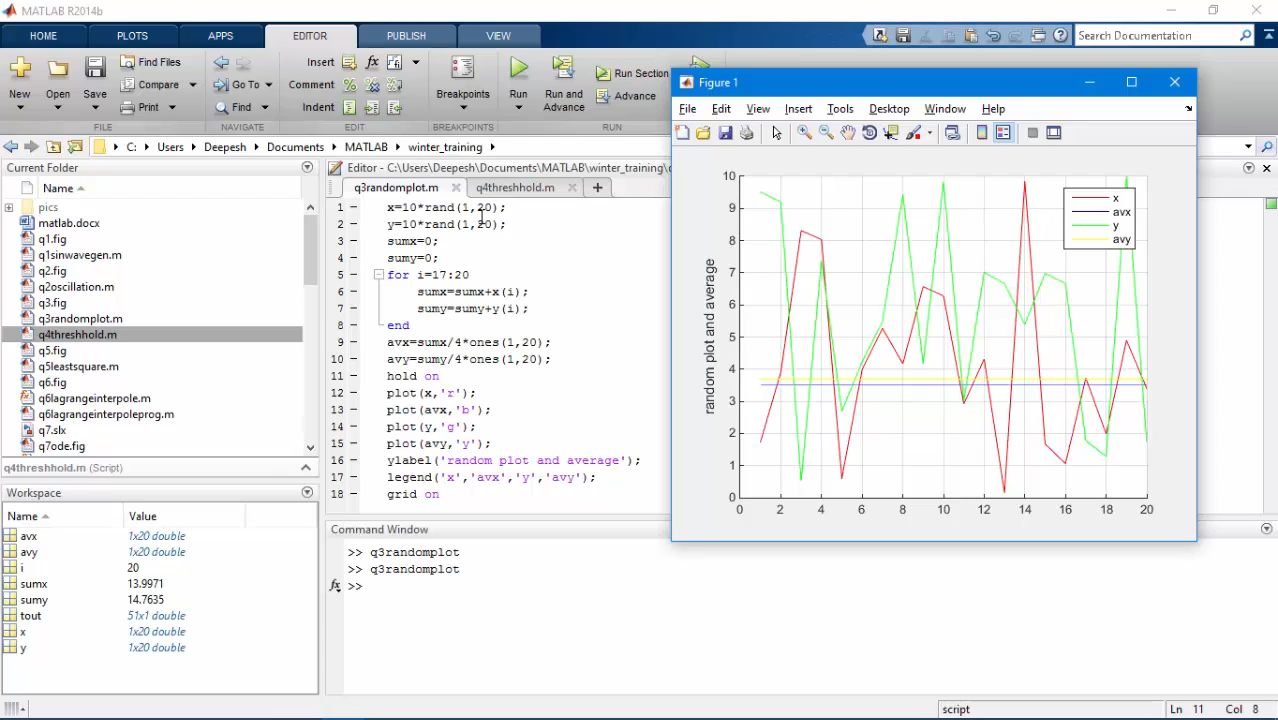 MATLAB R2014b
HOME PLOTS APPS EDITOR PUBLISH VIEW Search Documentation
New Open Save Find Files Compare Print Go To Find Insert Comment Indent Breakpoints Run Run and Advance Run Section Advance
FILE NAVIGATE EDIT BREAKPOINTS RUN
C: Users Deepesh Documents MATLAB winter_training
Current Folder
Name
pics
matlab.docx
q1.fig
q1sinwavegen.m
q2.fig
q2oscillation.m
q3.fig
q3randomplot.m
q4threshhold.m
q5.fig
q5leastsquare.m
q6.fig
q6lagrangeinterpole.m
q6lagrangeinterpoleprog.m
q7.slx
q7ode.fig
q4threshhold.m (Script)
Workspace
Name Value
avx 1x20 double
avy 1x20 double
i 20
sumx 13.9971
sumy 14.7635
tout 51x1 double
x 1x20 double
y 1x20 double
Editor - C:\Users\Deepesh\Documents\MATLAB\winter_training\
q3randomplot.m q4threshhold.m
1 x=10*rand(1,20);
2 y=10*rand(1,20);
3 sumx=0;
4 sumy=0;
5 for i=17:20
6 sumx=sumx+x(i);
7 sumy=sumy+y(i);
8 end
9 avx=sumx/4*ones(1,20);
10 avy=sumy/4*ones(1,20);
11 hold on
12 plot(x,'r');
13 plot(avx,'b');
14 plot(y,'g');
15 plot(avy,'y');
16 ylabel('random plot and average');
17 legend('x','avx','y','avy');
18 grid on
Command Window
>> q3randomplot
>> q3randomplot
fx >>
Figure 1
File Edit View Insert Tools Desktop Window Help
random plot and average
10
9
8
7
6
5
4
3
2
1
0
0 2 4 6 8 10 12 14 16 18 20
x
avx
y
avy
script Ln 11 Col 8